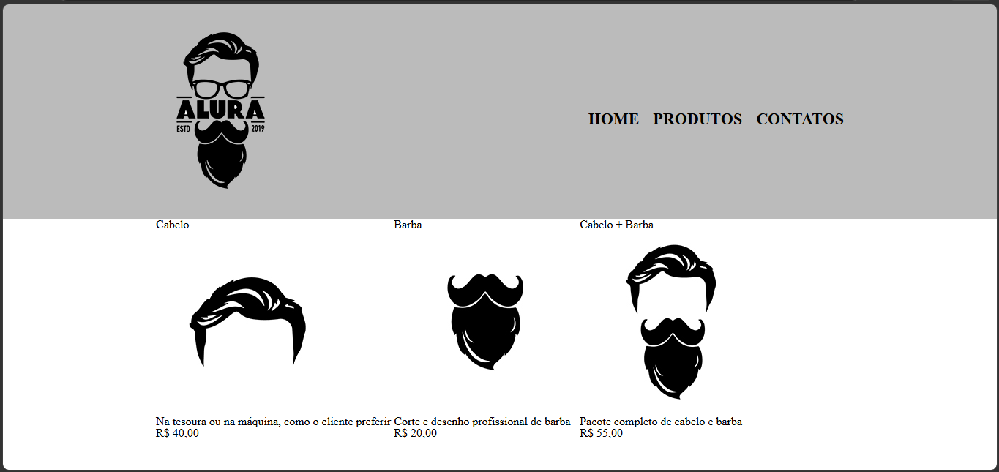 ALURA
ESTD 2019
HOME PRODUTOS CONTATOS
Cabelo
Barba
Cabelo + Barba
Na tesoura ou na máquina, como o cliente preferir
R$ 40,00
Corte e desenho profissional de barba
R$ 20,00
Pacote completo de cabelo e barba
R$ 55,00